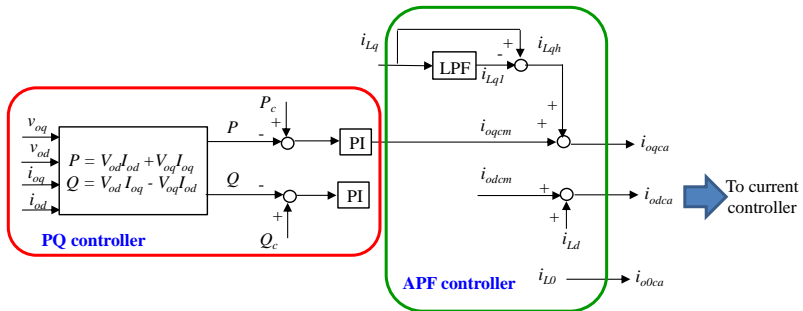 i_Lq
+
i_Lqh
LPF
-
i_Lq1
P_c
+
v_oq
v_od
i_oq
i_od
P = V_od I_od + V_oq I_oq
Q = V_od I_oq - V_oq I_od
P
-
PI
i_oqcm
+
+
i_oqca
Q
-
+
PI
Q_c
i_odcm
+
+
i_Ld
i_odca
To current
controller
PQ controller
APF controller
i_L0
i_o0ca